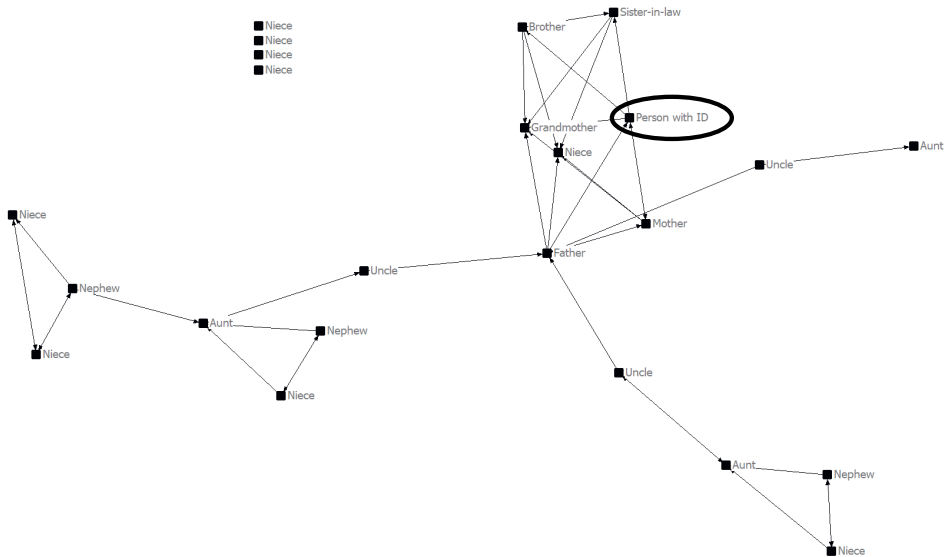 Sister-in-law
Niece
Brother
Niece
Niece
Niece
Person with ID
Grandmother
Aunt
Niece
Uncle
Niece
Mother
Father
Uncle
Nephew
Aunt
Nephew
Niece
Uncle
Niece
Aunt
Nephew
Niece